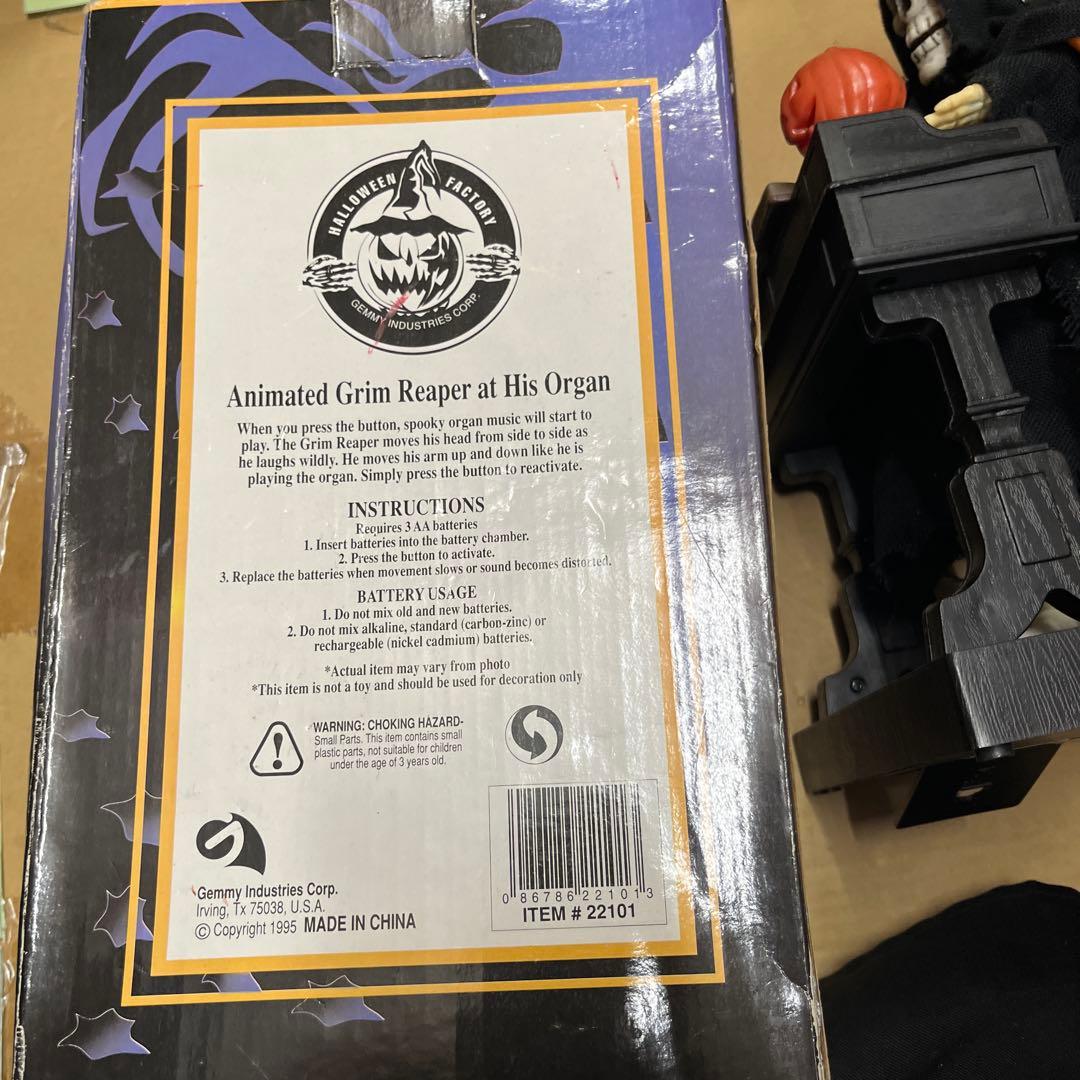 HALLOWEEN FACTORY
GEMMY INDUSTRIES CORP.
Animated Grim Reaper at His Organ
When you press the button, spooky organ music will start to
play. The Grim Reaper moves his head from side to side as
he laughs wildly. He moves his arm up and down like he is
playing the organ. Simply press the button to reactivate.
INSTRUCTIONS
Requires 3 AA batteries
1. Insert batteries into the battery chamber.
2. Press the button to activate.
3. Replace the batteries when movement slows or sound becomes distorted.
BATTERY USAGE
1. Do not mix old and new batteries.
2. Do not mix alkaline, standard (carbon-zinc) or
rechargeable (nickel cadmium) batteries.
*Actual item may vary from photo
*This item is not a toy and should be used for decoration only
WARNING: CHOKING HAZARD-
Small Parts. This item contains small
plastic parts, not suitable for children
under the age of 3 years old.
Gemmy Industries Corp.
Irving, Tx 75038, U.S.A.
© Copyright 1995 MADE IN CHINA
0 86786 22101 3
ITEM # 22101